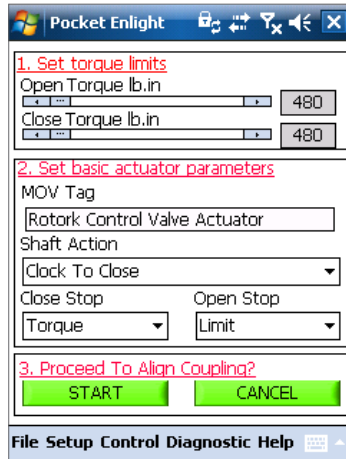 Pocket Enlight
1. Set torque limits
Open Torque lb.in
480
Close Torque lb.in
480
2. Set basic actuator parameters
MOV Tag
Rotork Control Valve Actuator
Shaft Action
Clock To Close
Close Stop Open Stop
Torque Limit
3. Proceed To Align Coupling?
START CANCEL
File Setup Control Diagnostic Help